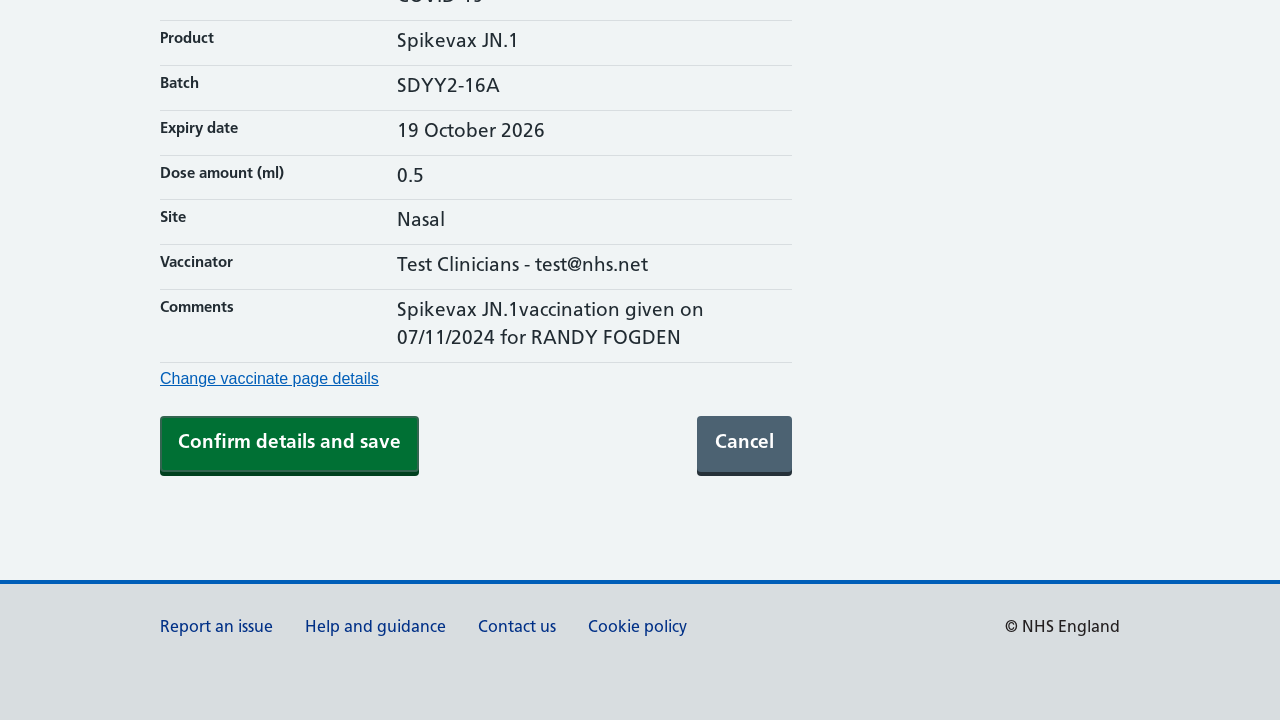 COVID-19
Product
Spikevax JN.1
Batch
SDYY2-16A
Expiry date
19 October 2026
Dose amount (ml)
0.5
Site
Nasal
Vaccinator
Test Clinicians - test@nhs.net
Comments
Spikevax JN.1vaccination given on
07/11/2024 for RANDY FOGDEN
Change vaccinate page details
Confirm details and save
Cancel
Report an issue
Help and guidance
Contact us
Cookie policy
© NHS England